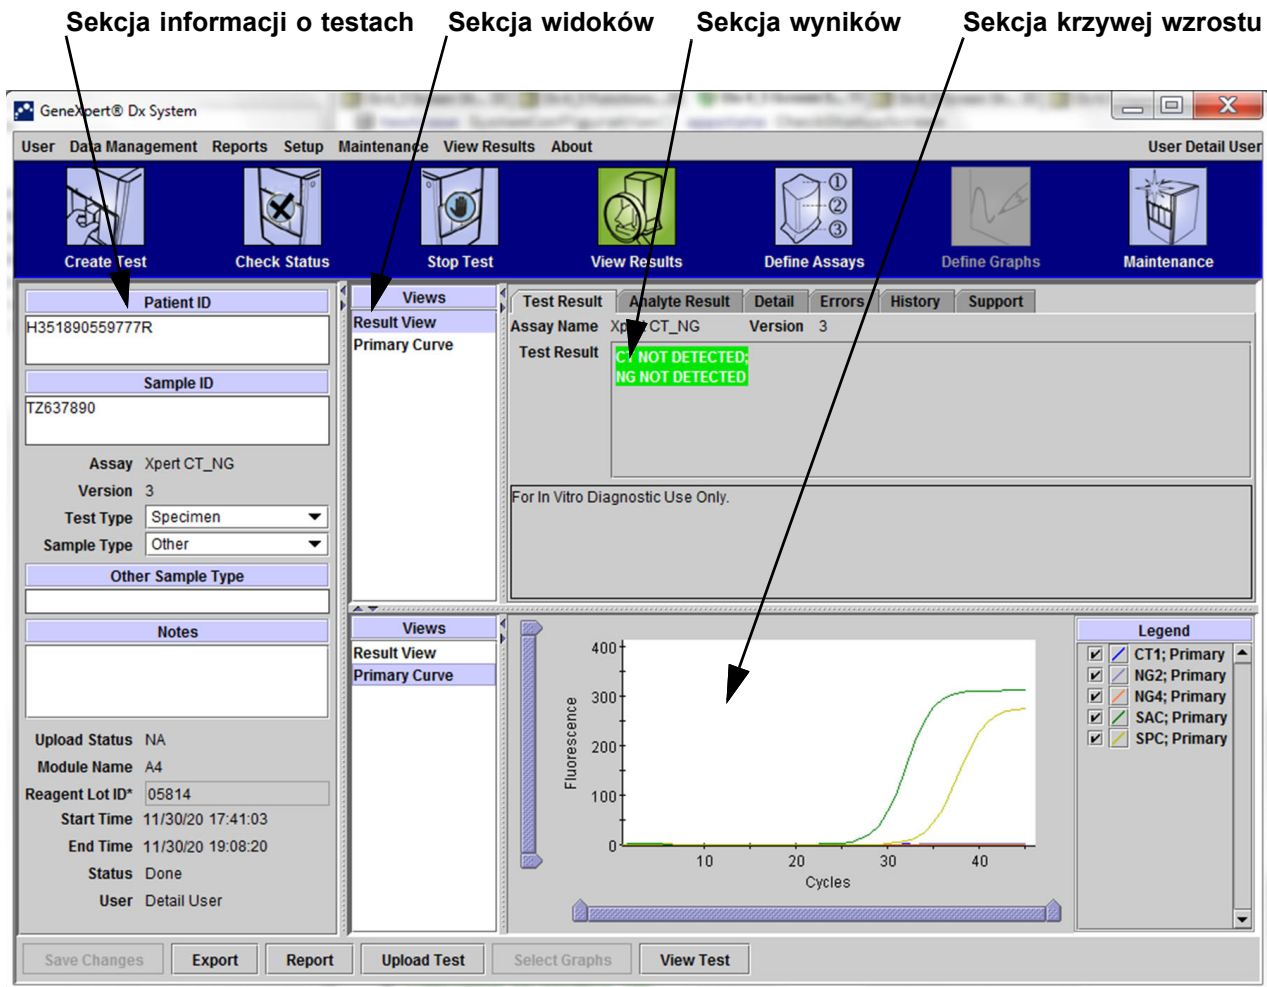 Sekcja informacji o testach Sekcja widoków Sekcja wyników Sekcja krzywej wzrostu
GeneXpert® Dx System
User Data Management Reports Setup Maintenance View Results About User Detail User
Create Test Check Status Stop Test View Results Define Assays Define Graphs Maintenance
Patient ID
H351890559777R
Sample ID
TZ637890
Assay Xpert CT_NG
Version 3
Test Type Specimen
Sample Type Other
Other Sample Type
Notes
Upload Status NA
Module Name A4
Reagent Lot ID* 05814
Start Time 11/30/20 17:41:03
End Time 11/30/20 19:08:20
Status Done
User Detail User
Views
Result View
Primary Curve
Test Result Analyte Result Detail Errors History Support
Assay Name Xpert CT_NG Version 3
Test Result CT NOT DETECTED;
NG NOT DETECTED
For In Vitro Diagnostic Use Only.
Views
Result View
Primary Curve
Fluorescence
400
300
200
100
0
10 20 30 40
Cycles
Legend
CT1; Primary
NG2; Primary
NG4; Primary
SAC; Primary
SPC; Primary
Save Changes Export Report Upload Test Select Graphs View Test